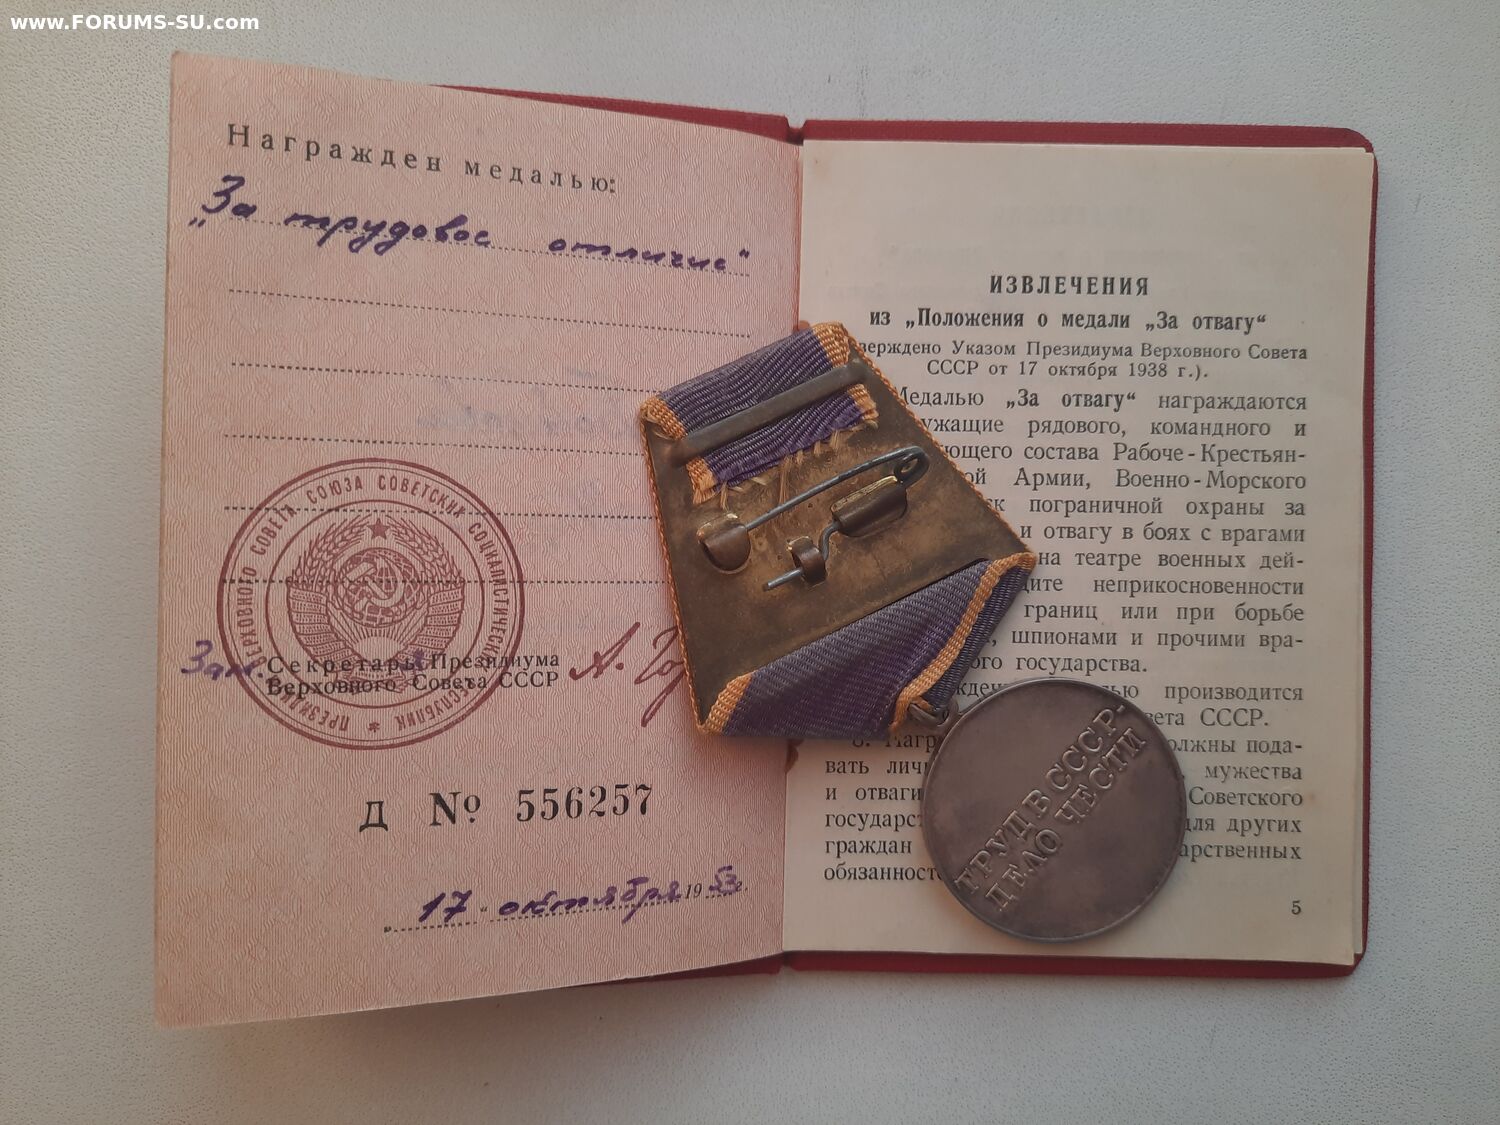 www.FORUMS-SU.com
Награжден медалью:
„За трудовое отличие“
ВЕРХОВНОГО СОВЕТА СОЮЗА СОВЕТСКИХ
Зам. Секретарь Президиума
Верховного Совета СССР
А.
Д № 556257
„17“ октября 1953 г.
ИЗВЛЕЧЕНИЯ
из „Положения о медали „За отвагу“
Указом Президиума Верховного Совета
СССР от 17 октября 1938 г.).
Медалью „За отвагу“ награждаются
рядового, командного и
состава Рабоче-Крестьян-
Армии, Военно-Морского
пограничной охраны за
и отвагу в боях с врагами
на театре военных дей-
неприкосновенности
границ или при борьбе
шпионами и прочими вра-
государства.
производится
СССР.
пода-
вать мужества
и отваги Советского
для других
граждан
5
ТРУД В СССР-
ДЕЛО ЧЕСТИ